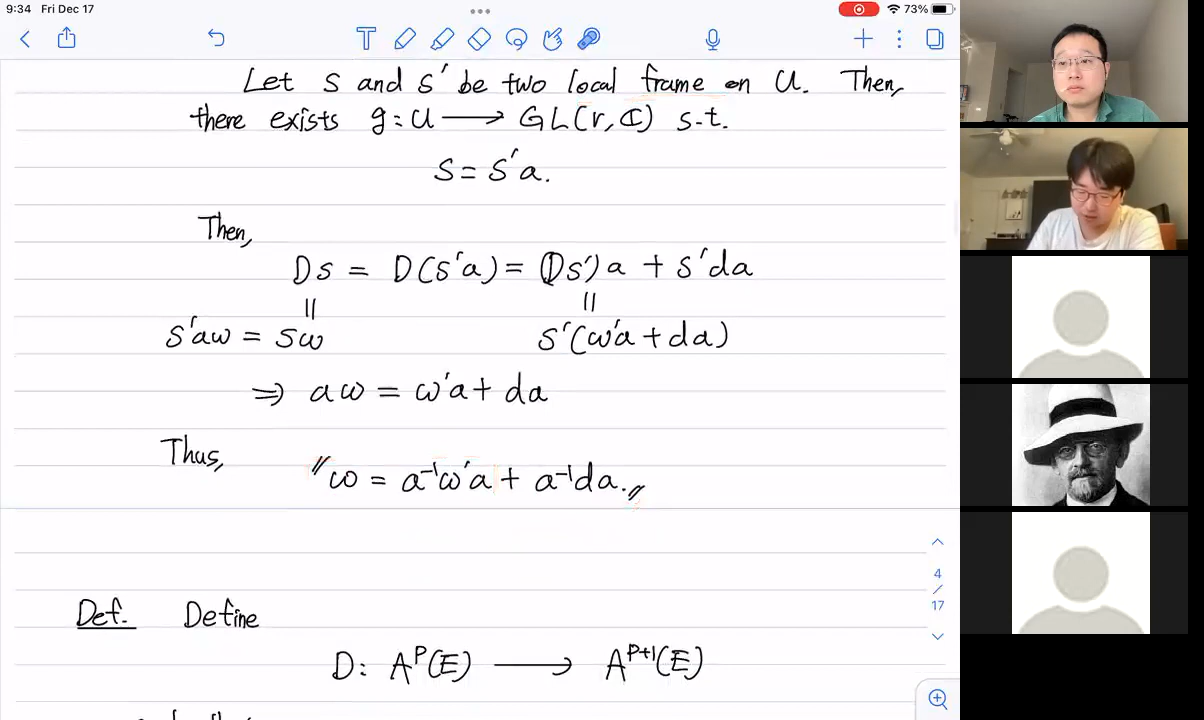 9:34 Fri Dec 17
73%
Let s and s' be two local frame on U. Then,
there exists g: U ⟶ GL(r, ℂ) s.t.
s = s'a.
Then,
Ds = D(s'a) = (Ds')a + s'da
||
||
s'aω = sω
s'(ω'a + da)
⇒ aω = ω'a + da
Thus,
〃ω = a⁻¹ω'a + a⁻¹da.〃
4
/
17
Def. Define
D: Aᵖ(E) ⟶ Aᵖ⁺¹(E)